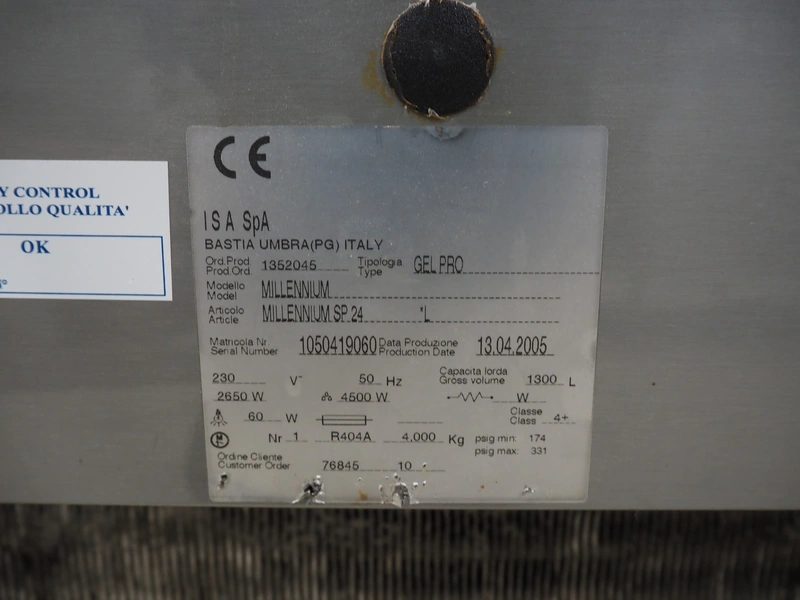 CE
Y CONTROL
OLLO QUALITA'
OK
ISA SpA
BASTIA UMBRA(PG) ITALY
Ord.Prod. 1352045 Tipologia GEL PRO
Prod.Ord. Type
Modello MILLENNIUM
Model
Articolo MILLENNIUM SP 24 *L
Article
Matricola Nr. 1050419060 Data Produzione 13.04.2005
Serial Number Production Date
230 V~ 50 Hz Capacita lorda 1300 L
Gross volume
2650 W 4500 W W
60 W Classe 4+
Class
Nr 1 R404A 4,000 Kg psig min: 174
psig max: 331
Ordine Cliente 76845 10
Customer Order